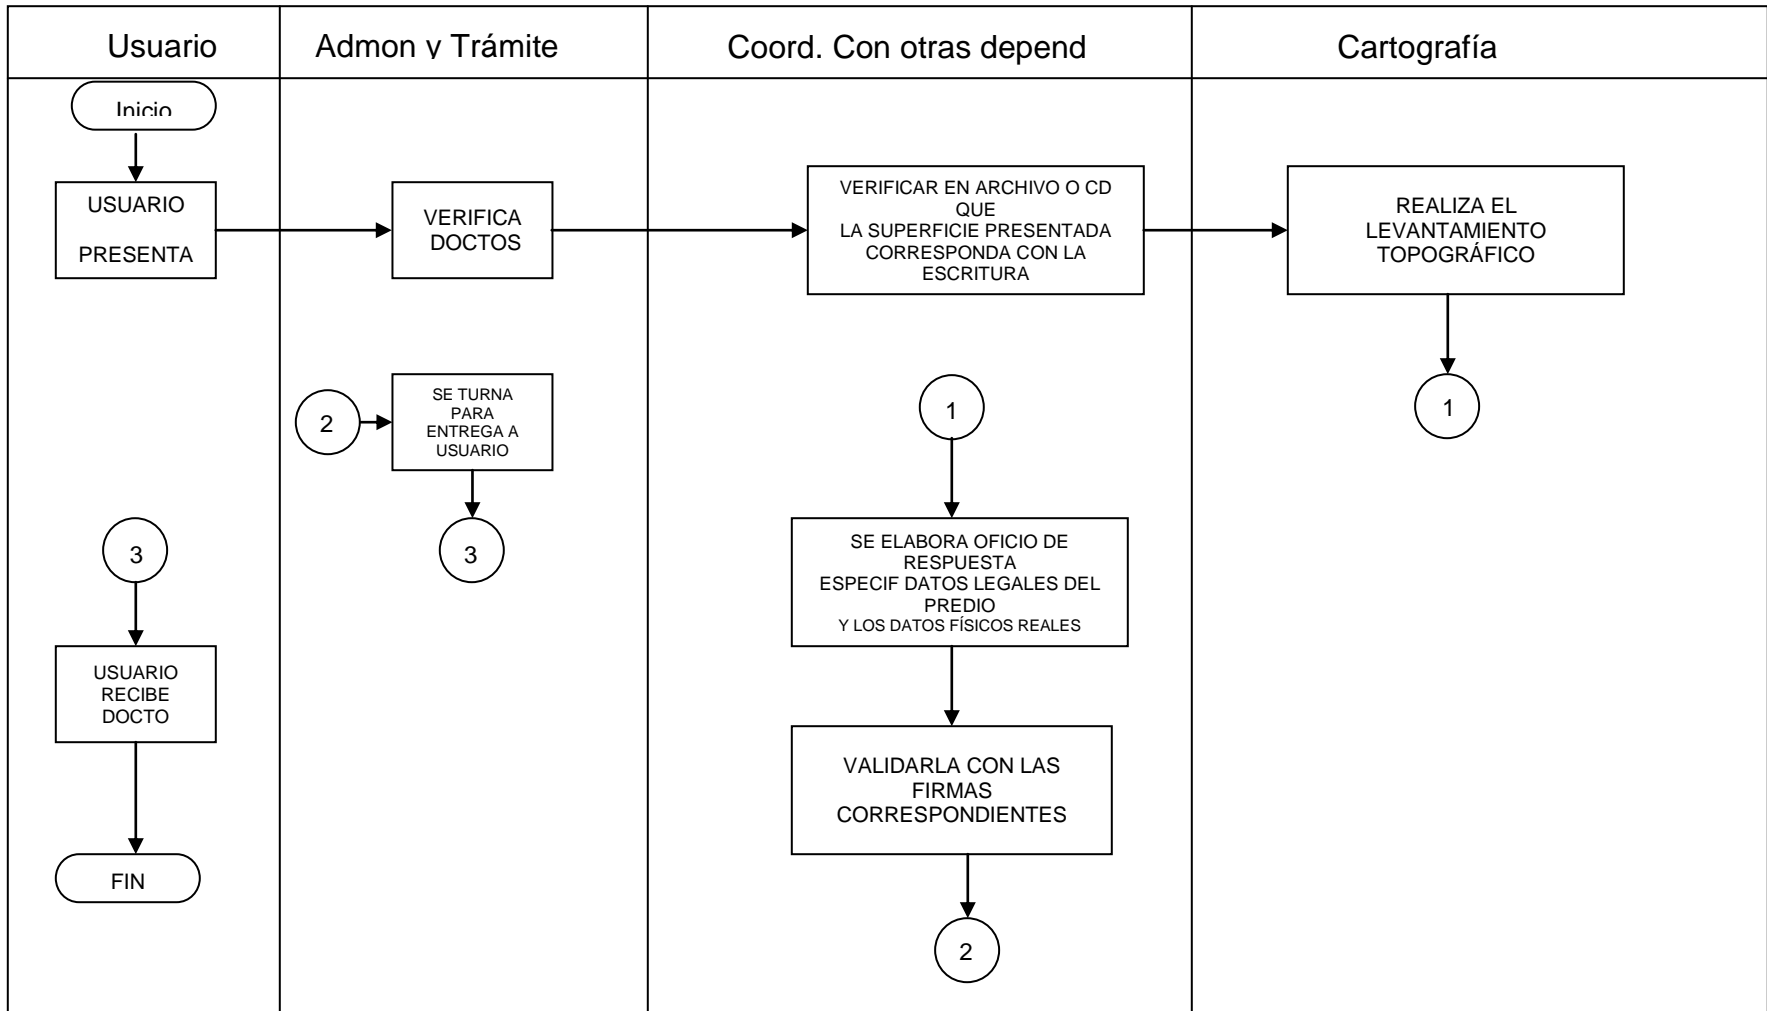 Usuario
Admon y Trámite
Coord. Con otras depend
Cartografía
Inicio
USUARIO
PRESENTA
VERIFICA
DOCTOS
VERIFICAR EN ARCHIVO O CD
QUE
LA SUPERFICIE PRESENTADA
CORRESPONDA CON LA
ESCRITURA
REALIZA EL
LEVANTAMIENTO
TOPOGRÁFICO
2
SE TURNA
PARA
ENTREGA A
USUARIO
1
1
3
3
SE ELABORA OFICIO DE
RESPUESTA
ESPECIF DATOS LEGALES DEL
PREDIO
Y LOS DATOS FÍSICOS REALES
USUARIO
RECIBE
DOCTO
VALIDARLA CON LAS
FIRMAS
CORRESPONDIENTES
FIN
2